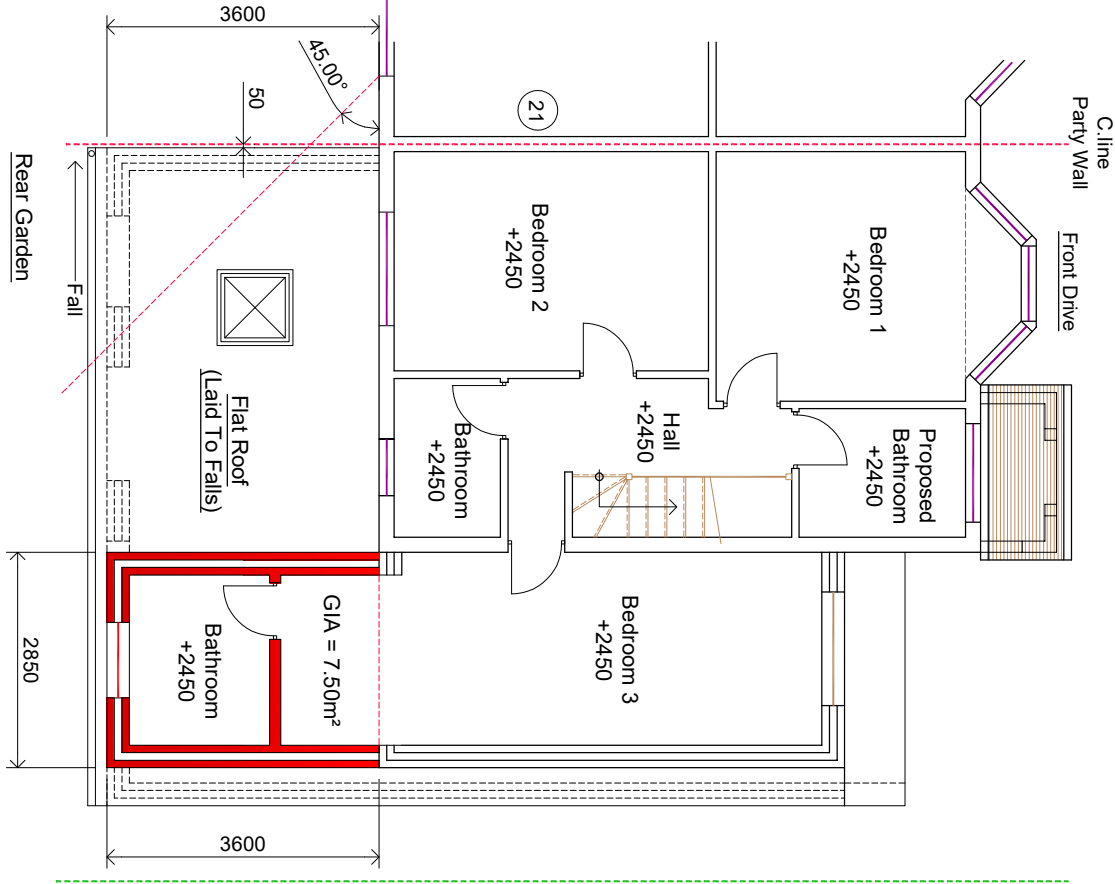 3600
45.00°
50
21
C.line
Party Wall
Front Drive
Rear Garden
Fall
Bedroom 2
+2450
Bedroom 1
+2450
Flat Roof
(Laid To Falls)
Bathroom
+2450
Hall
+2450
Proposed
Bathroom
+2450
2850
Bathroom
+2450
GIA = 7.50m²
Bedroom 3
+2450
3600